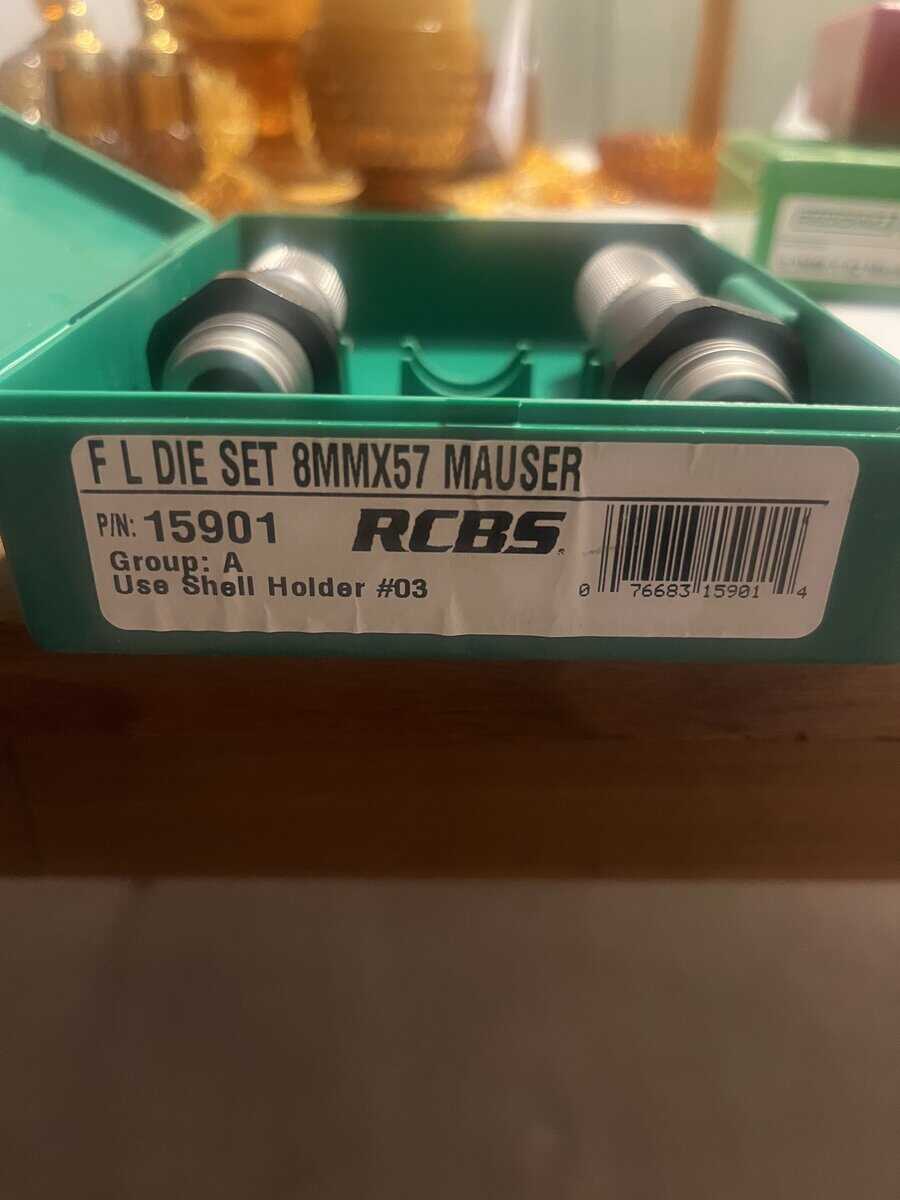 F L DIE SET 8MMX57 MAUSER
P/N: 15901
RCBS
Group: A
Use Shell Holder #03
0 76683 15901 4